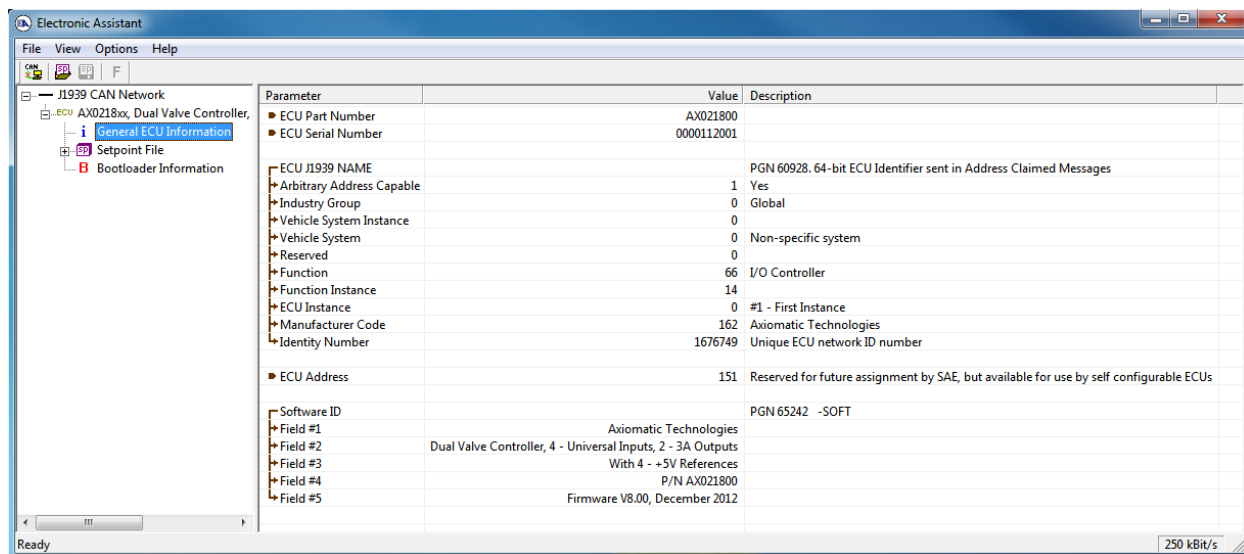 Electronic Assistant
File View Options Help
CAN SP SP F
J1939 CAN Network
ECU AX0218xx, Dual Valve Controller,
i General ECU Information
SP Setpoint File
B Bootloader Information
Parameter Value Description
ECU Part Number AX021800
ECU Serial Number 0000112001
ECU J1939 NAME PGN 60928. 64-bit ECU Identifier sent in Address Claimed Messages
Arbitrary Address Capable 1 Yes
Industry Group 0 Global
Vehicle System Instance 0
Vehicle System 0 Non-specific system
Reserved 0
Function 66 I/O Controller
Function Instance 14
ECU Instance 0 #1 - First Instance
Manufacturer Code 162 Axiomatic Technologies
Identity Number 1676749 Unique ECU network ID number
ECU Address 151 Reserved for future assignment by SAE, but available for use by self configurable ECUs
Software ID PGN 65242 -SOFT
Field #1 Axiomatic Technologies
Field #2 Dual Valve Controller, 4 - Universal Inputs, 2 - 3A Outputs
Field #3 With 4 - +5V References
Field #4 P/N AX021800
Field #5 Firmware V8.00, December 2012
Ready 250 kBit/s